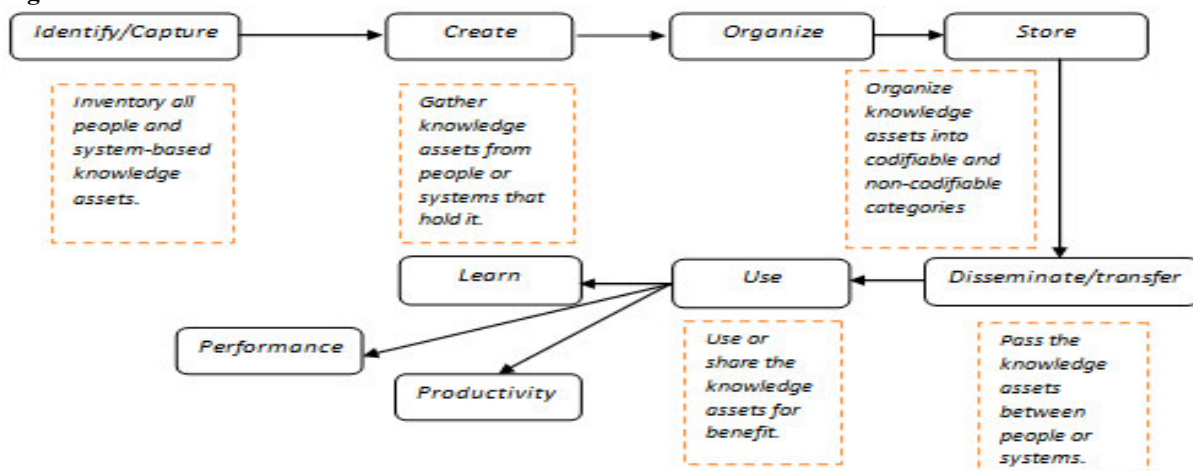 Identify/Capture
Create
Organize
Store
Inventory all
people and
system-based
knowledge
assets.
Gather
knowledge
assets from
people or
systems that
hold it.
Organize
knowledge
assets into
codifiable and
non-codifiable
categories
Learn
Use
Disseminate/transfer
Performance
Productivity
Use or
share the
knowledge
assets for
benefit.
Pass the
knowledge
assets
between
people or
systems.